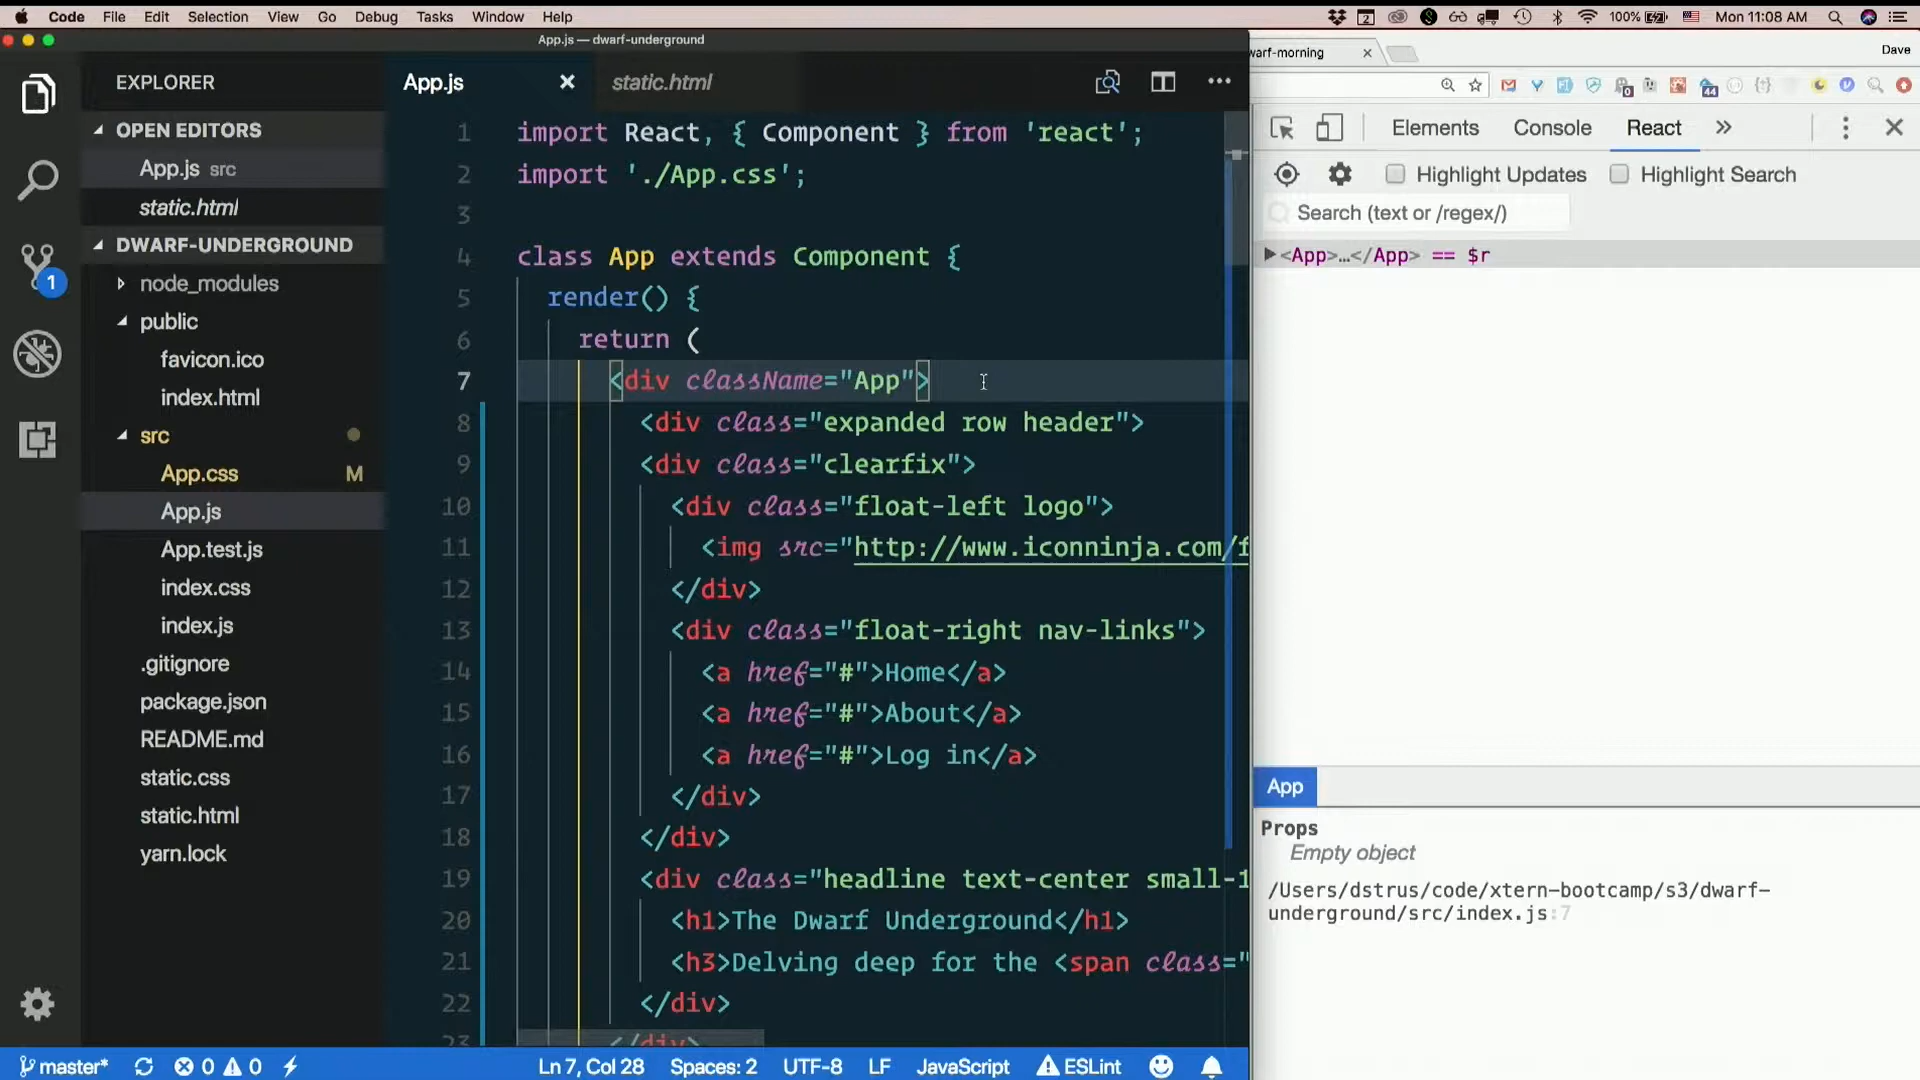 Code File Edit Selection View Go Debug Tasks Window Help
2 100% Mon 11:08 AM
App.js — dwarf-underground
EXPLORER
OPEN EDITORS
App.js src
static.html
DWARF-UNDERGROUND
node_modules
public
favicon.ico
index.html
src
App.css M
App.js
App.test.js
index.css
index.js
.gitignore
package.json
README.md
static.css
static.html
yarn.lock
1
App.js static.html
1 import React, { Component } from 'react';
2 import './App.css';
3
4 class App extends Component {
5 render() {
6 return (
7 <div className="App">
8 <div class="expanded row header">
9 <div class="clearfix">
10 <div class="float-left logo">
11 <img src="http://www.iconninja.com/f
12 </div>
13 <div class="float-right nav-links">
14 <a href="#">Home</a>
15 <a href="#">About</a>
16 <a href="#">Log in</a>
17 </div>
18 </div>
19 <div class="headline text-center small-1
20 <h1>The Dwarf Underground</h1>
21 <h3>Delving deep for the <span class="
22 </div>
23 </div>
master* 0 0 Ln 7, Col 28 Spaces: 2 UTF-8 LF JavaScript ESLint
warf-morning Dave
0 44
Elements Console React »
Highlight Updates Highlight Search
Search (text or /regex/)
<App>…</App> == $r
App
Props
Empty object
/Users/dstrus/code/xtern-bootcamp/s3/dwarf-
underground/src/index.js:7